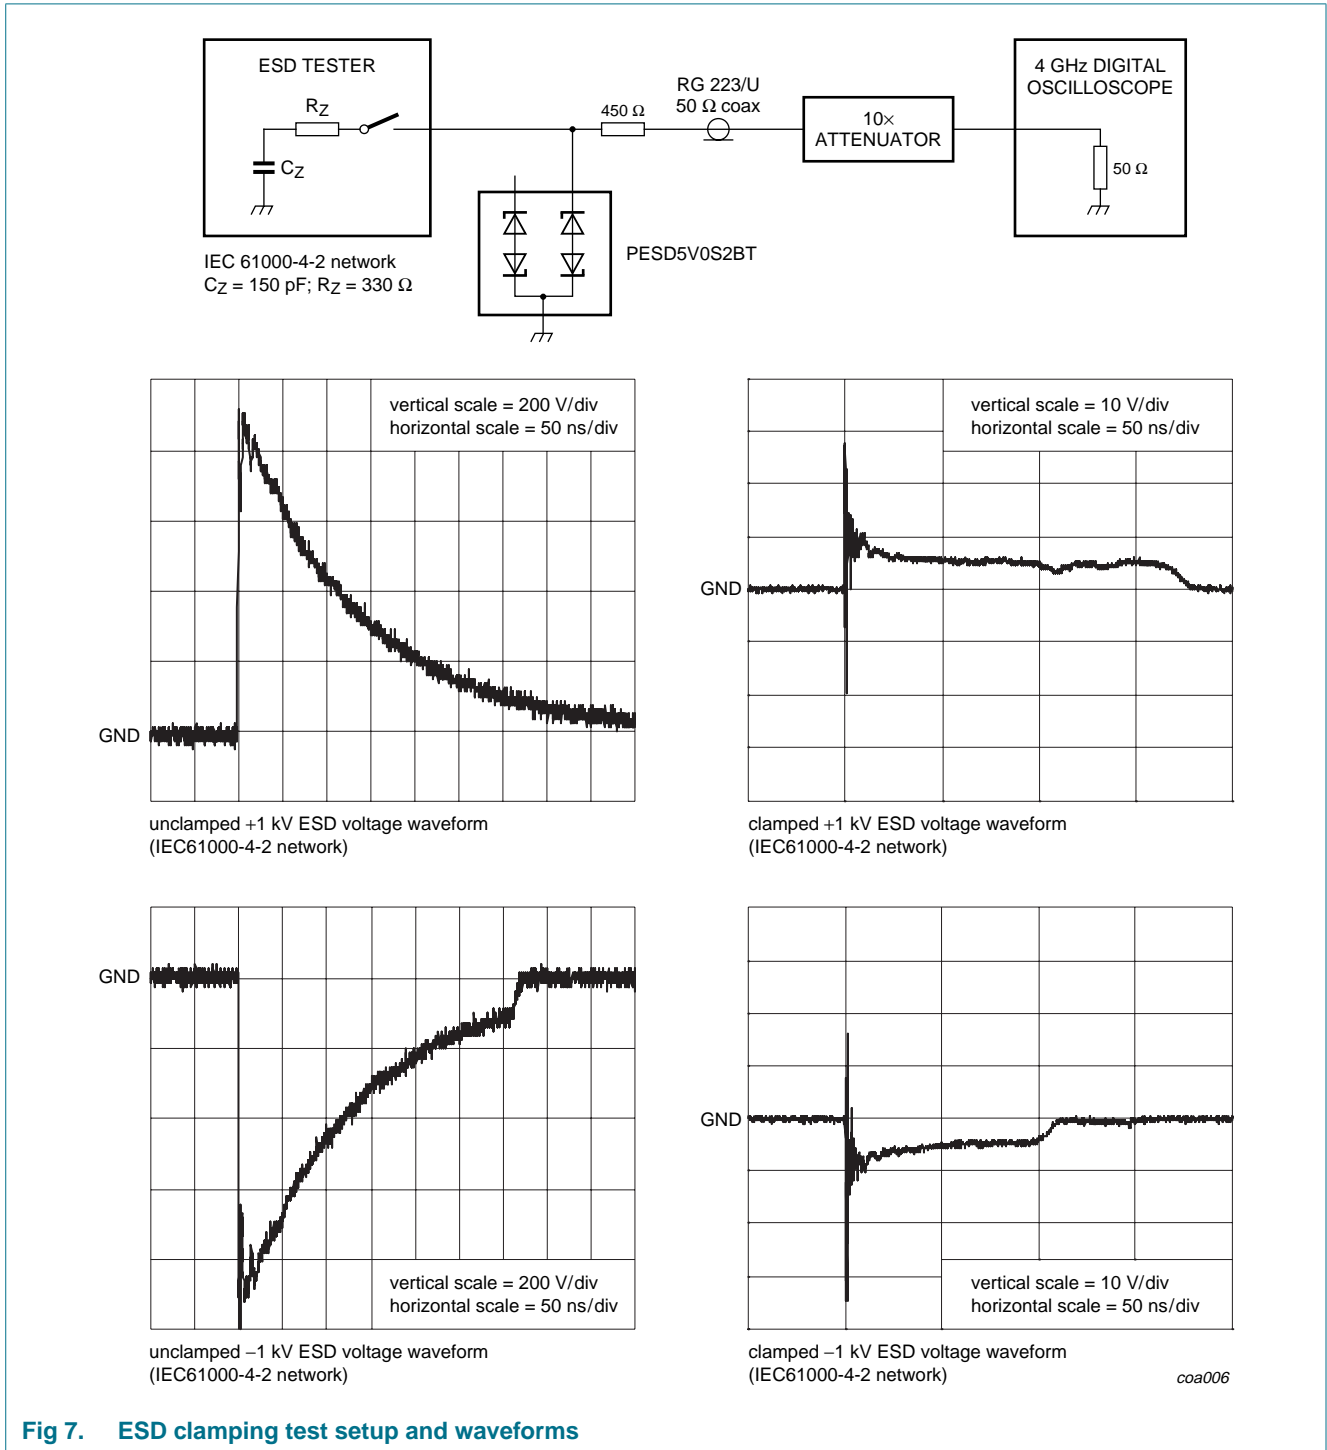 ESD TESTER
RZ
CZ
450 Ω
RG 223/U
50 Ω coax
10×
ATTENUATOR
4 GHz DIGITAL
OSCILLOSCOPE
50 Ω
IEC 61000-4-2 network
CZ = 150 pF; RZ = 330 Ω
PESD5V0S2BT
vertical scale = 200 V/div
horizontal scale = 50 ns/div
GND
unclamped +1 kV ESD voltage waveform
(IEC61000-4-2 network)
vertical scale = 10 V/div
horizontal scale = 50 ns/div
GND
clamped +1 kV ESD voltage waveform
(IEC61000-4-2 network)
GND
vertical scale = 200 V/div
horizontal scale = 50 ns/div
unclamped −1 kV ESD voltage waveform
(IEC61000-4-2 network)
GND
vertical scale = 10 V/div
horizontal scale = 50 ns/div
clamped −1 kV ESD voltage waveform
(IEC61000-4-2 network)
coa006
Fig 7. ESD clamping test setup and waveforms